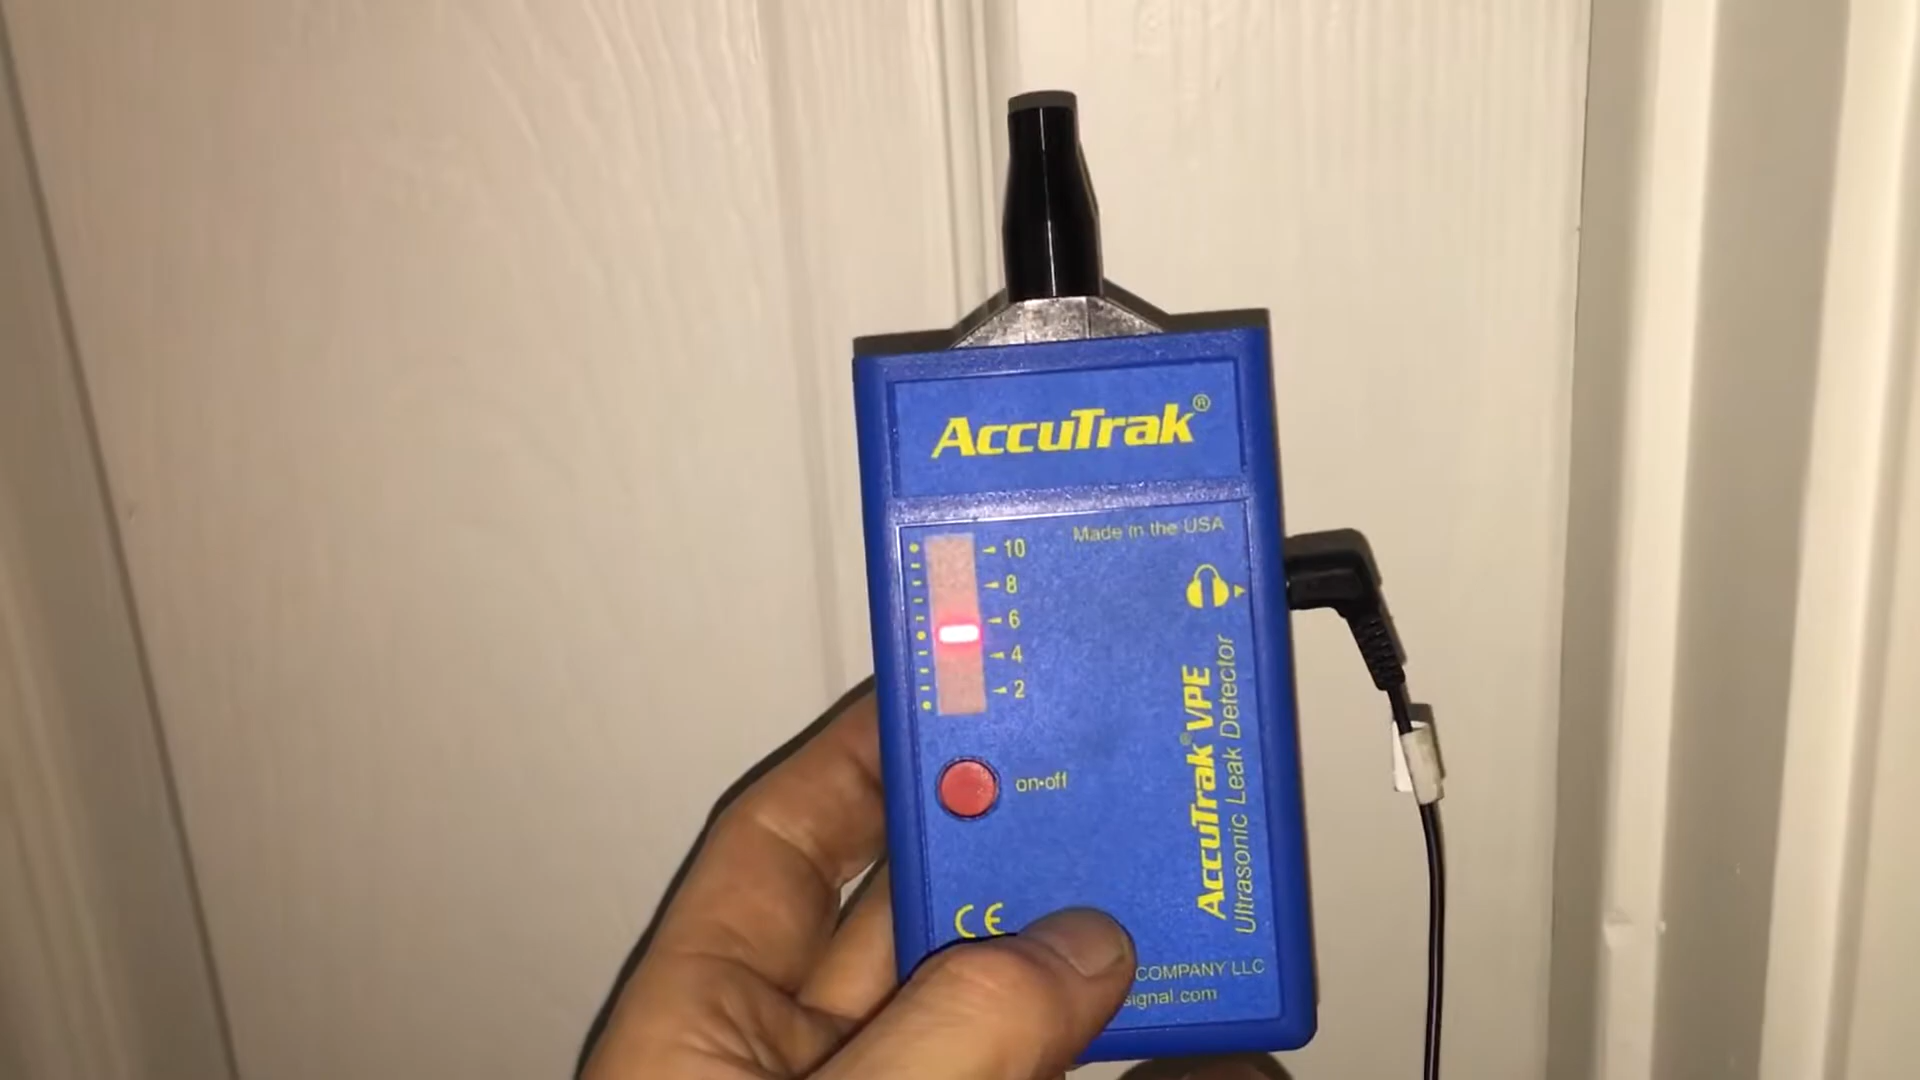 AccuTrak®
Made in the USA
10
8
6
4
2
on•off
AccuTrak® VPE
Ultrasonic Leak Detector
CE
COMPANY LLC
signal.com